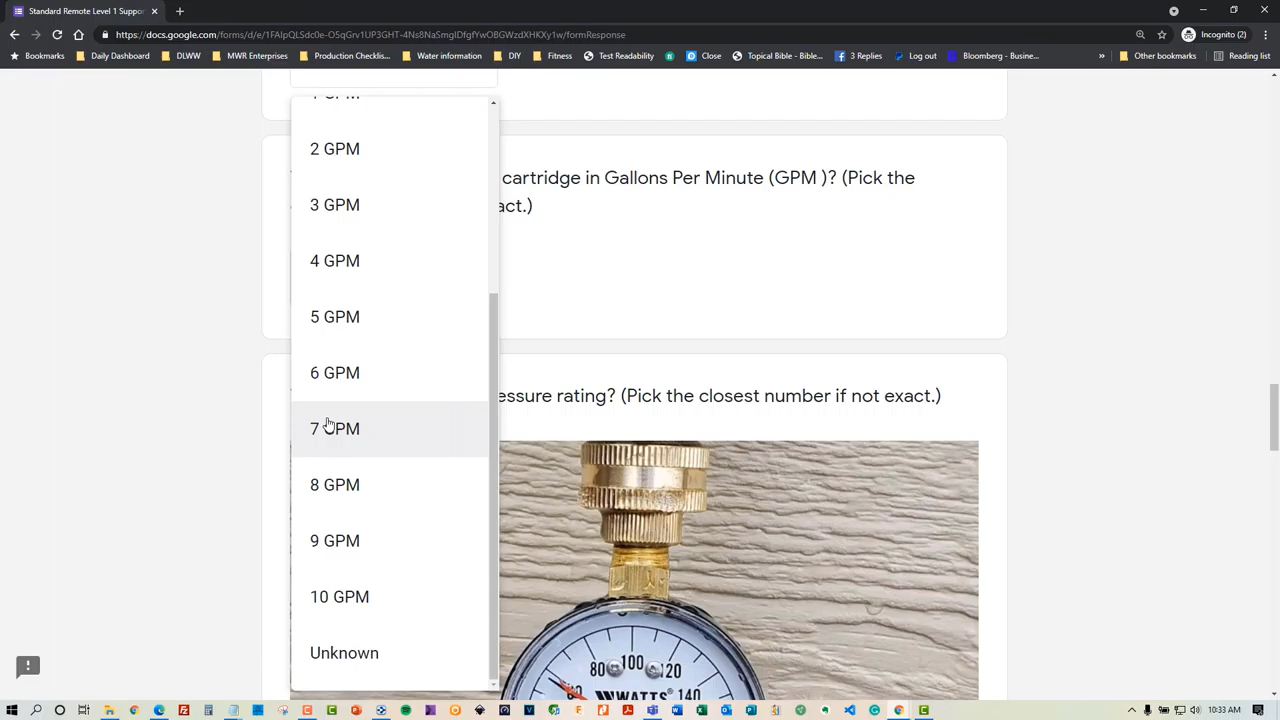 Standard Remote Level 1 Suppor
https://docs.google.com/forms/d/e/1FAIpQLSdc0e-O5qGrv1UP3GHT-4Ns8NaSmgIDfgfYwOBGWzdXHKXy1w/formResponse
Incognito (2)
Bookmarks Daily Dashboard DLWW MWR Enterprises Production Checklis... Water information DIY Fitness Test Readability Close Topical Bible - Bible... 3 Replies Log out Bloomberg - Business... » Other bookmarks Reading list
2 GPM
cartridge in Gallons Per Minute (GPM )? (Pick the
act.)
3 GPM
4 GPM
5 GPM
6 GPM
essure rating? (Pick the closest number if not exact.)
7 GPM
8 GPM
9 GPM
10 GPM
Unknown
80 100 120
WATTS® 140
10:33 AM